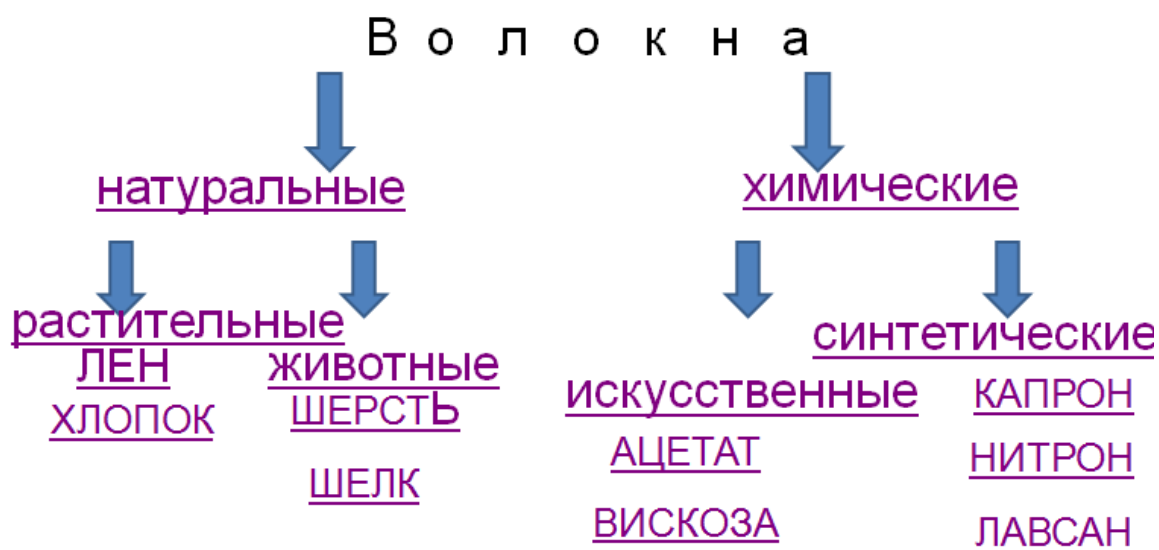 В о л о к н а
натуральные
химические
растительные
ЛЕН
ХЛОПОК
животные
ШЕРСТЬ
ШЕЛК
искусственные
АЦЕТАТ
ВИСКОЗА
синтетические
КАПРОН
НИТРОН
ЛАВСАН